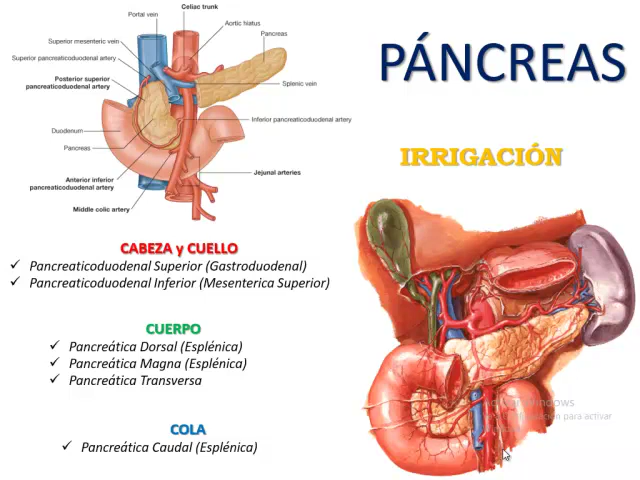 Celiac trunk
Portal vein
Aortic hiatus
Pancreas
Superior mesenteric vein
Superior pancreaticoduodenal artery
Posterior superior
pancreaticoduodenal artery
Splenic vein
Inferior pancreaticoduodenal artery
Duodenum
Pancreas
Jejunal arteries
Anterior inferior
pancreaticoduodenal artery
Middle colic artery
PÁNCREAS
IRRIGACIÓN
CABEZA y CUELLO
✓ Pancreaticoduodenal Superior (Gastroduodenal)
✓ Pancreaticoduodenal Inferior (Mesenterica Superior)
CUERPO
✓ Pancreática Dorsal (Esplénica)
✓ Pancreática Magna (Esplénica)
✓ Pancreática Transversa
COLA
✓ Pancreática Caudal (Esplénica)
para activar